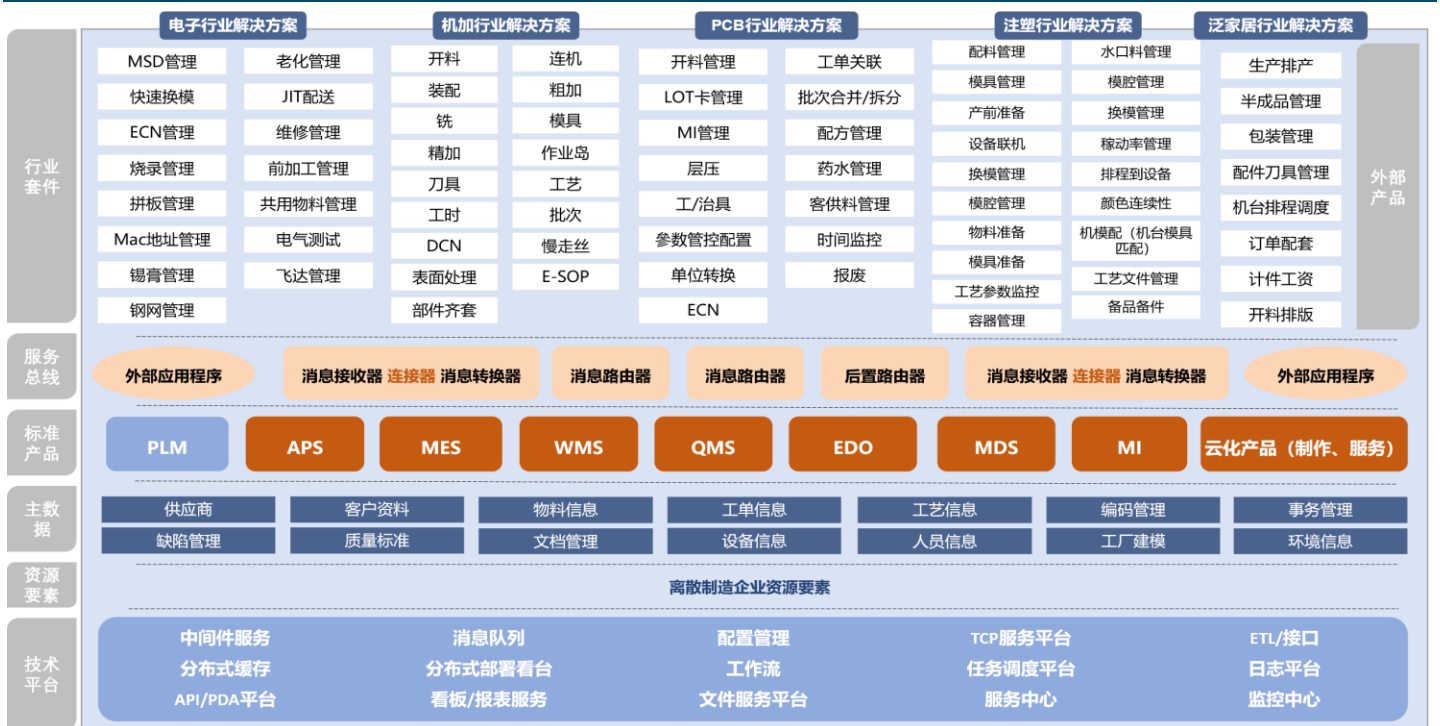 电子行业解决方案
机加行业解决方案
PCB行业解决方案
注塑行业解决方案
泛家居行业解决方案
行业
套件
MSD管理
快速换模
ECN管理
烧录管理
拼板管理
Mac地址管理
锡膏管理
钢网管理
老化管理
JIT配送
维修管理
前加工管理
共用物料管理
电气测试
飞达管理
开料
装配
铣
精加
刀具
工时
DCN
表面处理
部件齐套
连机
粗加
模具
作业岛
工艺
批次
慢走丝
E-SOP
开料管理
LOT卡管理
MI管理
层压
工/治具
参数管控配置
单位转换
ECN
工单关联
批次合并/拆分
配方管理
药水管理
客供料管理
时间监控
报废
配料管理
模具管理
产前准备
设备联机
换模管理
模腔管理
物料准备
模具准备
工艺参数监控
容器管理
水口料管理
模腔管理
换模管理
稼动率管理
排程到设备
颜色连续性
机模配（机台模具
匹配）
工艺文件管理
备品备件
生产排产
半成品管理
包装管理
配件刀具管理
机台排程调度
订单配套
计件工资
开料排版
外部
产品
服务
总线
外部应用程序
消息接收器 连接器 消息转换器
消息路由器
消息路由器
后置路由器
消息接收器 连接器 消息转换器
外部应用程序
标准
产品
PLM
APS
MES
WMS
QMS
EDO
MDS
MI
云化产品（制作、服务）
主数
据
供应商
客户资料
物料信息
工单信息
工艺信息
编码管理
事务管理
缺陷管理
质量标准
文档管理
设备信息
人员信息
工厂建模
环境信息
资源
要素
离散制造企业资源要素
技术
平台
中间件服务
消息队列
配置管理
TCP服务平台
ETL/接口
分布式缓存
分布式部署看台
工作流
任务调度平台
日志平台
API/PDA平台
看板/报表服务
文件服务平台
服务中心
监控中心